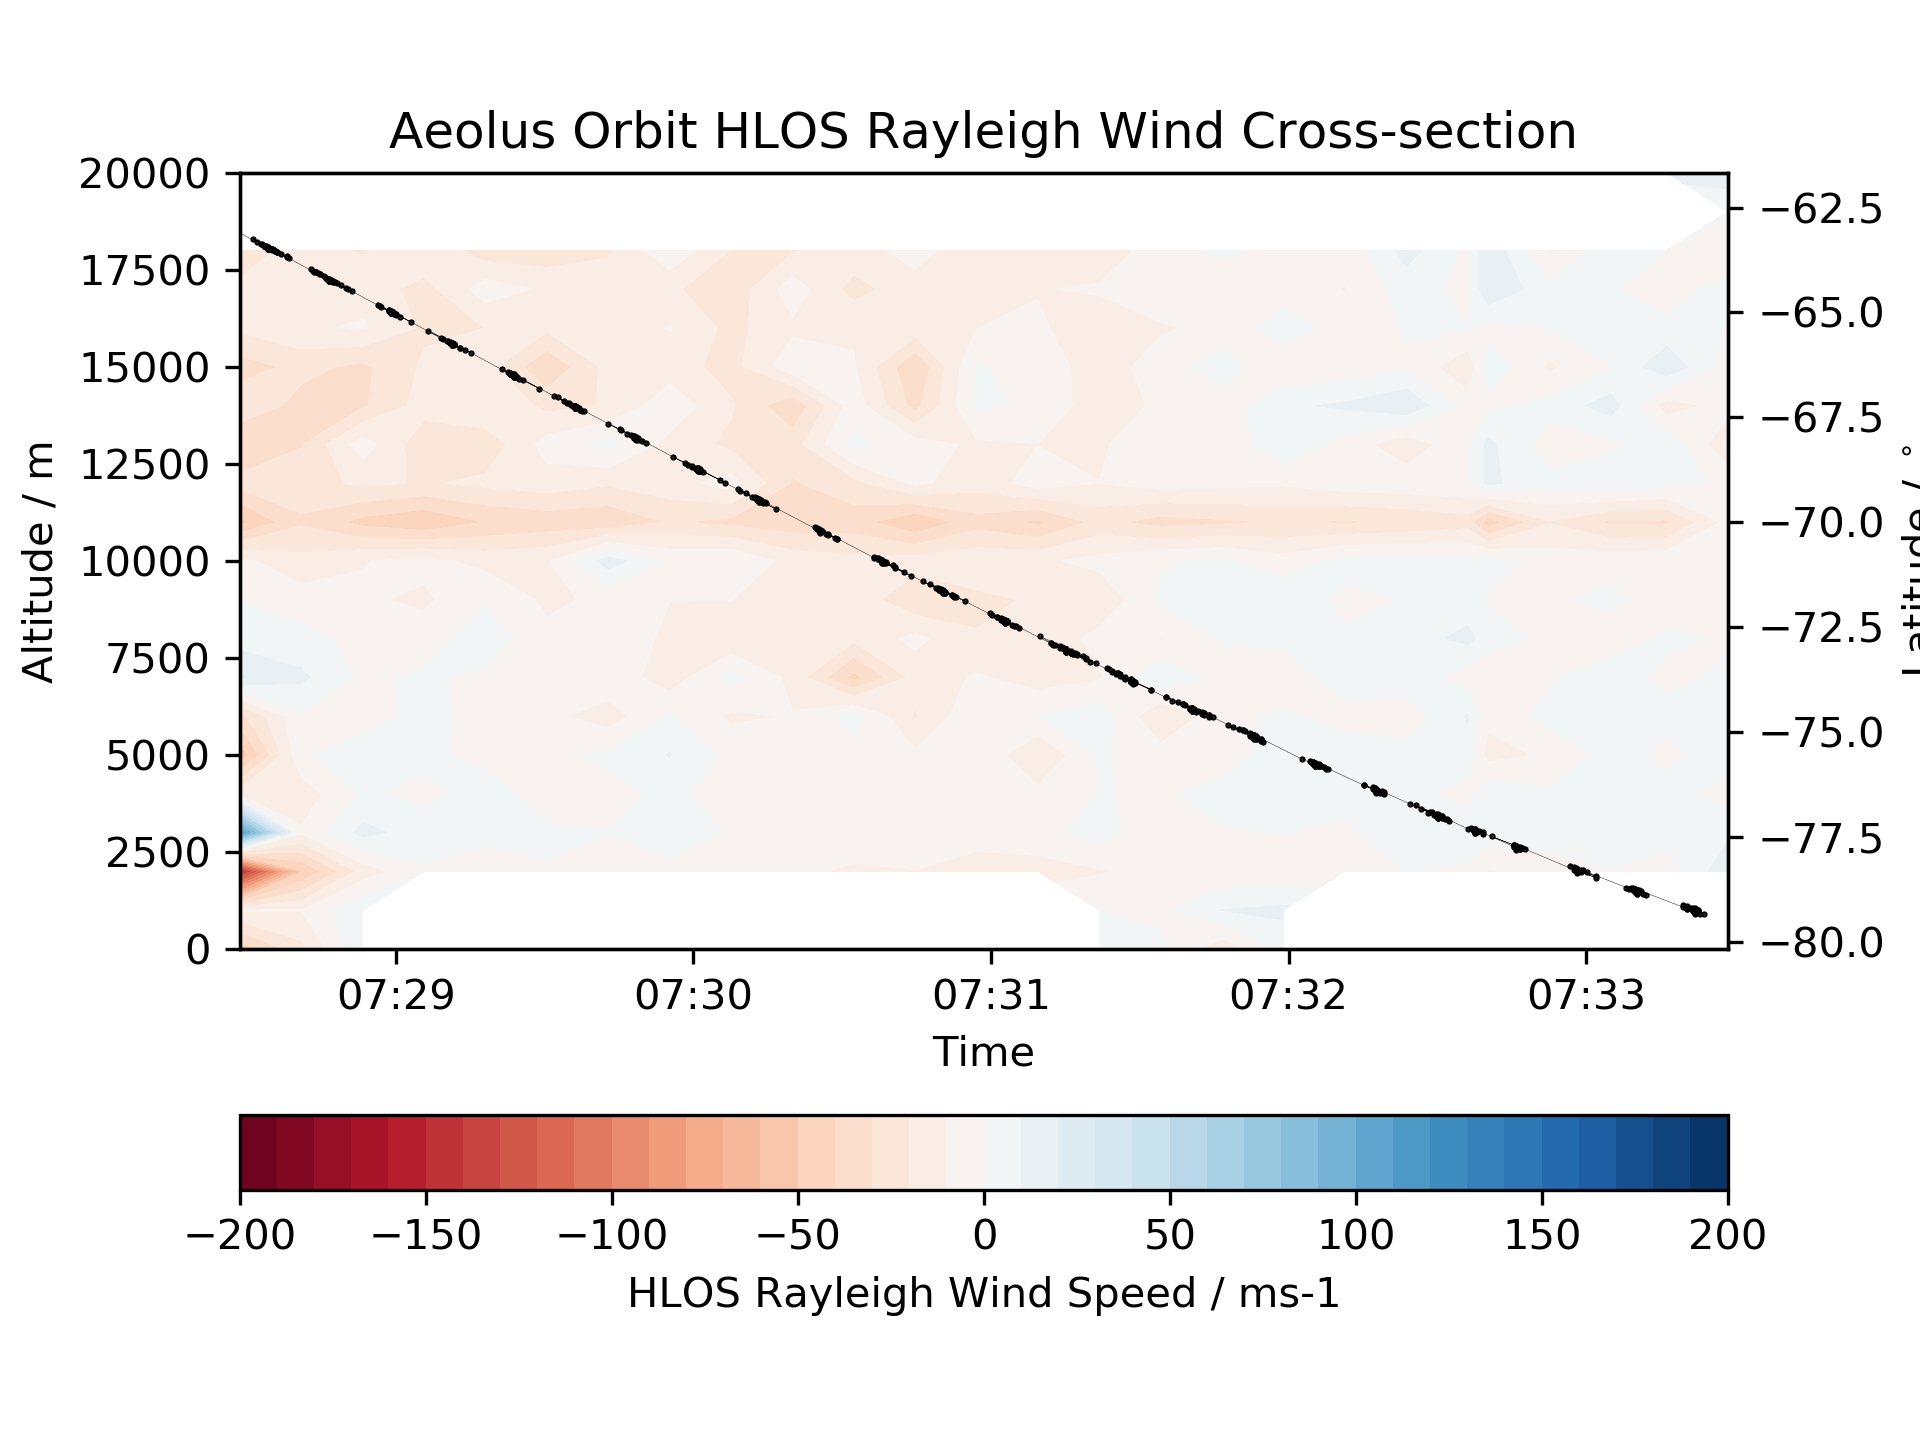 Aeolus Orbit HLOS Rayleigh Wind Cross-section
20000
17500
15000
12500
10000
7500
5000
2500
0
Altitude / m
−62.5
−65.0
−67.5
−70.0
−72.5
−75.0
−77.5
−80.0
Latitude / °
07:29 07:30 07:31 07:32 07:33
Time
−200 −150 −100 −50 0 50 100 150 200
HLOS Rayleigh Wind Speed / ms-1